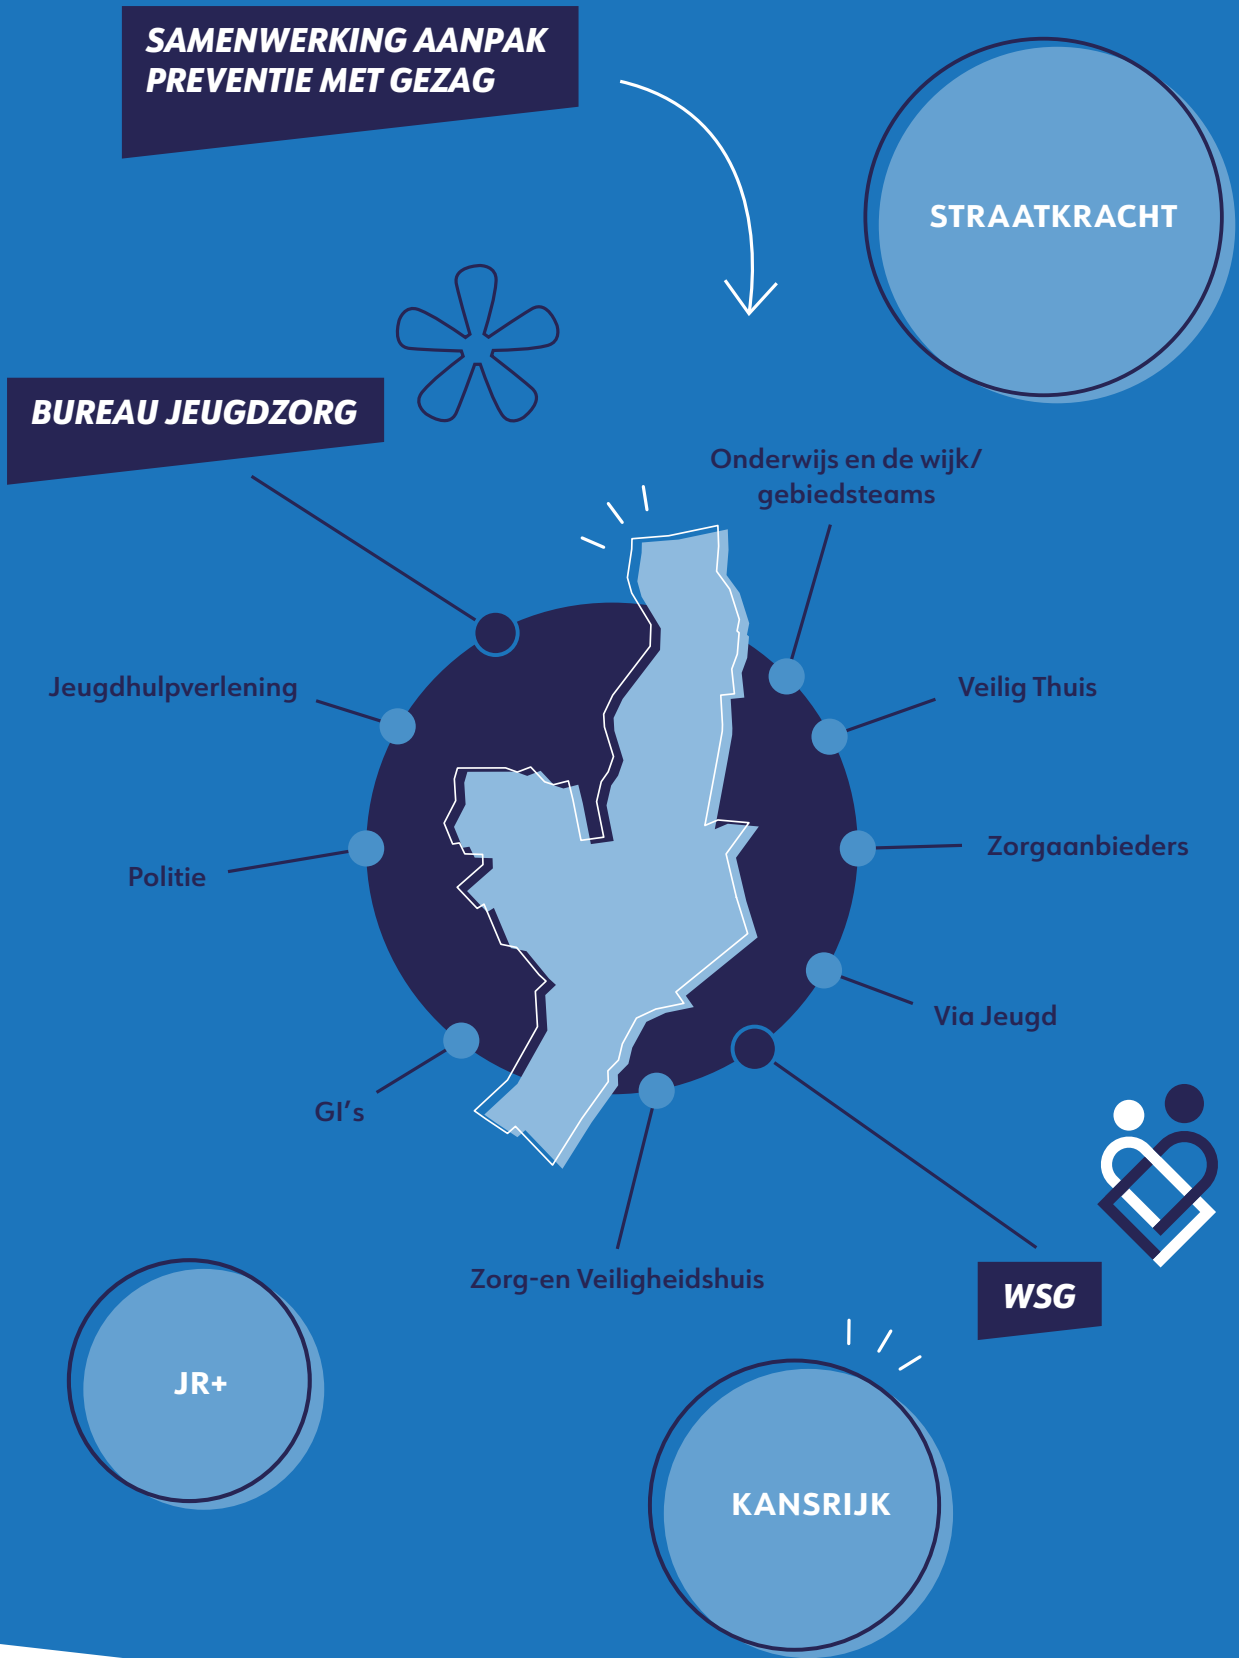 SAMENWERKING AANPAK
PREVENTIE MET GEZAG
STRAATKRACHT
BUREAU JEUGDZORG
Onderwijs en de wijk/
gebiedsteams
Jeugdhulpverlening
Veilig Thuis
Politie
Zorgaanbieders
Via Jeugd
GI's
Zorg-en Veiligheidshuis
WSG
JR+
KANSRIJK